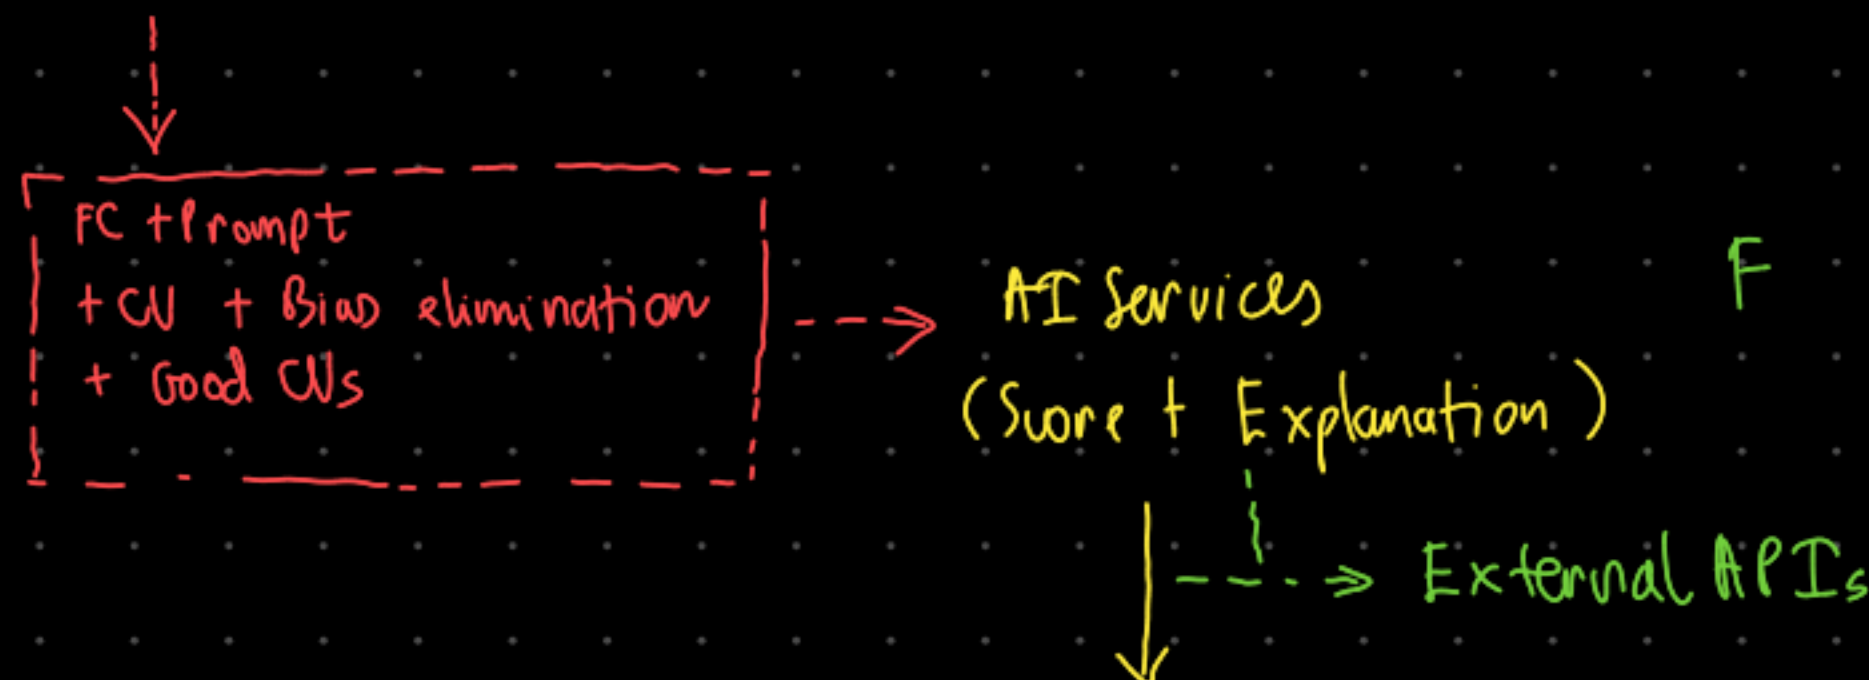 FC + Prompt
+ CV + Bias elimination
+ Good CVs
AI Services
(Score + Explanation)
F
External APIs